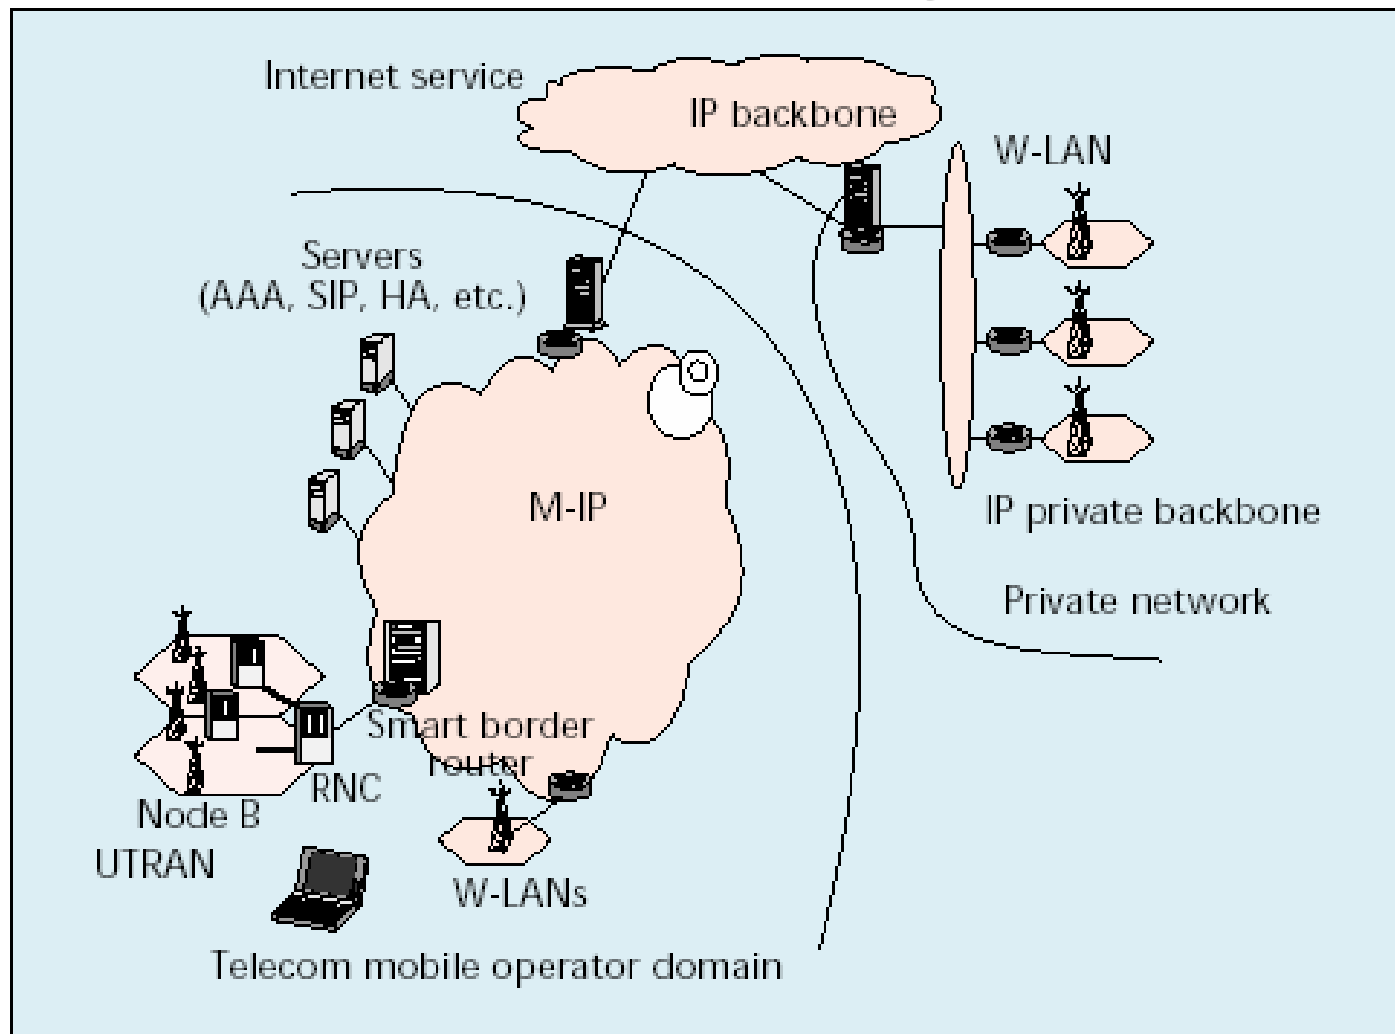 Internet service
IP backbone
W-LAN
Servers
(AAA, SIP, HA, etc.)
M-IP
IP private backbone
Private network
Smart border
router
RNC
Node B
UTRAN
W-LANs
Telecom mobile operator domain